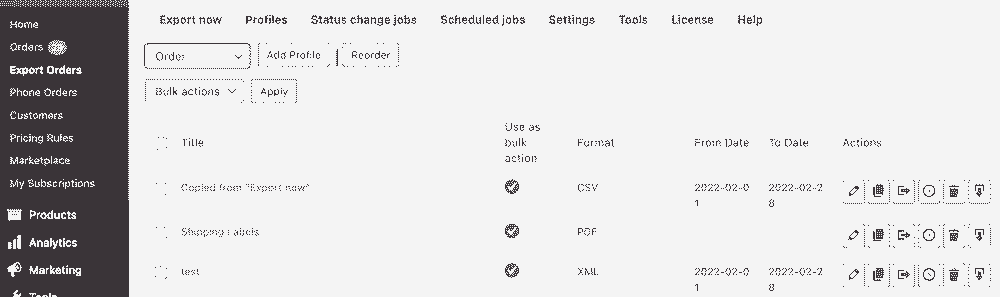 Home
Orders
Export Orders
Phone Orders
Customers
Pricing Rules
Marketplace
My Subscriptions
Products
Analytics
Marketing
Tools
Export now Profiles Status change jobs Scheduled jobs Settings Tools License Help
Order Add Profile Reorder
Bulk actions Apply
Title Use as bulk action Format From Date To Date Actions
Copied from "Export now" CSV 2022-02-01 2022-02-28
Shipping Labels PDF
test XML 2022-02-01 2022-02-28